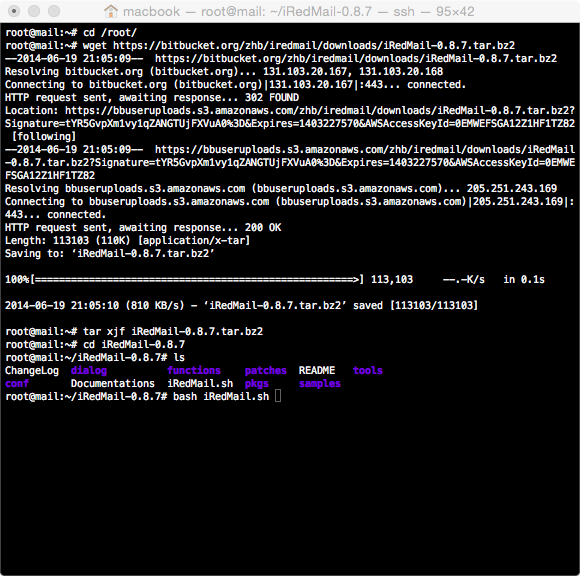 macbook — root@mail: ~/iRedMail-0.8.7 — ssh — 95×42
root@mail:~# cd /root/
root@mail:~# wget https://bitbucket.org/zhb/iredmail/downloads/iRedMail-0.8.7.tar.bz2
--2014-06-19 21:05:09--  https://bitbucket.org/zhb/iredmail/downloads/iRedMail-0.8.7.tar.bz2
Resolving bitbucket.org (bitbucket.org)... 131.103.20.167, 131.103.20.168
Connecting to bitbucket.org (bitbucket.org)|131.103.20.167|:443... connected.
HTTP request sent, awaiting response... 302 FOUND
Location: https://bbuseruploads.s3.amazonaws.com/zhb/iredmail/downloads/iRedMail-0.8.7.tar.bz2?
Signature=tYR5GvpXm1vy1qZANGTUjFXVuA0%3D&Expires=1403227570&AWSAccessKeyId=0EMWEFSGA12Z1HF1TZ82
 [following]
--2014-06-19 21:05:09--  https://bbuseruploads.s3.amazonaws.com/zhb/iredmail/downloads/iRedMail
-0.8.7.tar.bz2?Signature=tYR5GvpXm1vy1qZANGTUjFXVuA0%3D&Expires=1403227570&AWSAccessKeyId=0EMWE
FSGA12Z1HF1TZ82
Resolving bbuseruploads.s3.amazonaws.com (bbuseruploads.s3.amazonaws.com)... 205.251.243.169
Connecting to bbuseruploads.s3.amazonaws.com (bbuseruploads.s3.amazonaws.com)|205.251.243.169|:
443... connected.
HTTP request sent, awaiting response... 200 OK
Length: 113103 (110K) [application/x-tar]
Saving to: ‘iRedMail-0.8.7.tar.bz2’
100%[=====================================================>] 113,103     --.-K/s   in 0.1s
2014-06-19 21:05:10 (810 KB/s) - ‘iRedMail-0.8.7.tar.bz2’ saved [113103/113103]
root@mail:~# tar xjf iRedMail-0.8.7.tar.bz2
root@mail:~# cd iRedMail-0.8.7
root@mail:~/iRedMail-0.8.7# ls
ChangeLog  dialog          functions    patches  README   tools
conf       Documentations  iRedMail.sh  pkgs     samples
root@mail:~/iRedMail-0.8.7# bash iRedMail.sh